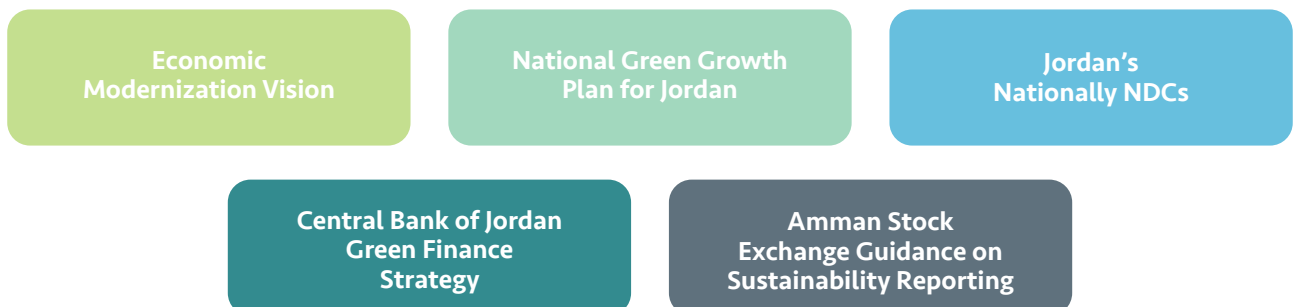 Economic
Modernization Vision
National Green Growth
Plan for Jordan
Jordan's
Nationally NDCs
Central Bank of Jordan
Green Finance
Strategy
Amman Stock
Exchange Guidance on
Sustainability Reporting